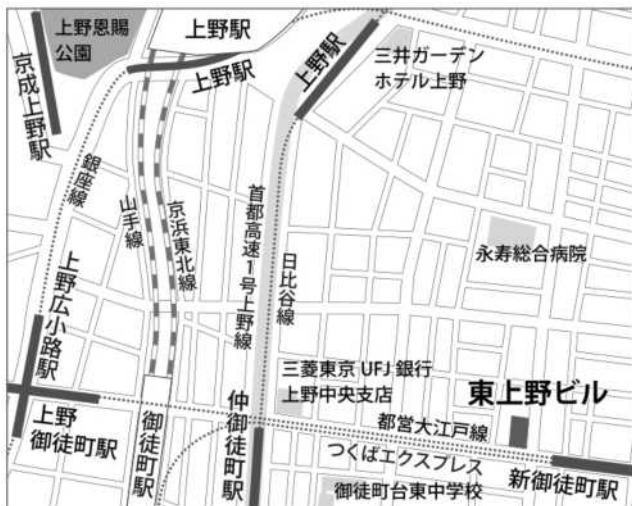 上野恩賜
公園
上野駅
上野駅
上野駅
三井ガーデン
ホテル上野
京成上野駅
銀座線
山手線
京浜東北線
首都高速1号上野線
日比谷線
永寿総合病院
上野広小路駅
三菱東京UFJ銀行
上野中央支店
東上野ビル
上野
御徒町駅
御徒町駅
仲御徒町駅
都営大江戸線
つくばエクスプレス
新御徒町駅
御徒町台東中学校